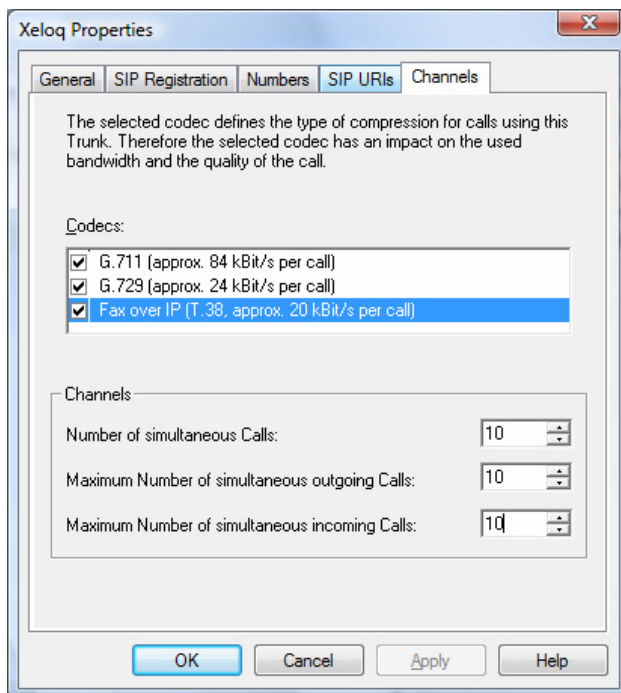 Xeloq Properties
General SIP Registration Numbers SIP URIs Channels
The selected codec defines the type of compression for calls using this
Trunk. Therefore the selected codec has an impact on the used
bandwidth and the quality of the call.
Codecs:
G.711 (approx. 84 kBit/s per call)
G.729 (approx. 24 kBit/s per call)
Fax over IP (T.38, approx. 20 kBit/s per call)
Channels
Number of simultaneous Calls: 10
Maximum Number of simultaneous outgoing Calls: 10
Maximum Number of simultaneous incoming Calls: 10
OK Cancel Apply Help